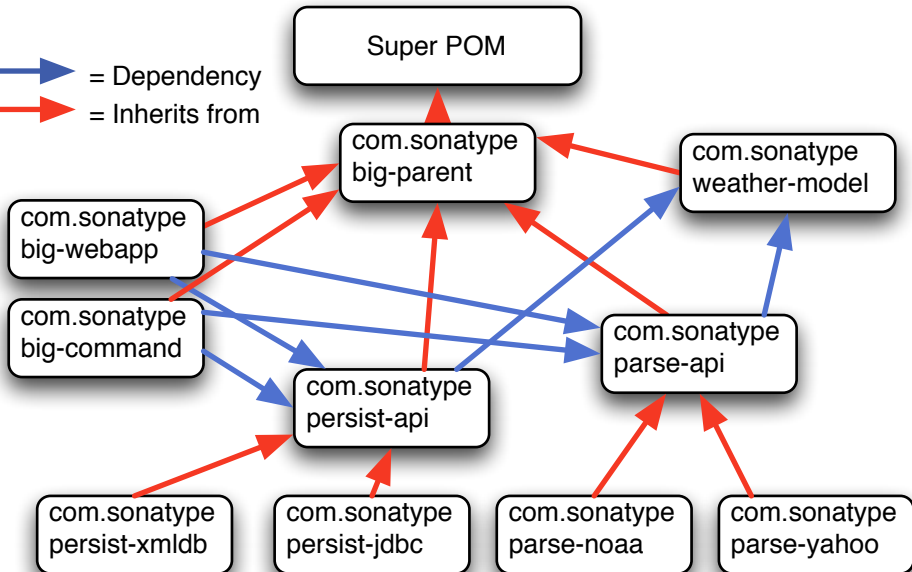 Super POM
= Dependency
= Inherits from
com.sonatype
big-parent
com.sonatype
weather-model
com.sonatype
big-webapp
com.sonatype
big-command
com.sonatype
parse-api
com.sonatype
persist-api
com.sonatype
persist-xmldb
com.sonatype
persist-jdbc
com.sonatype
parse-noaa
com.sonatype
parse-yahoo